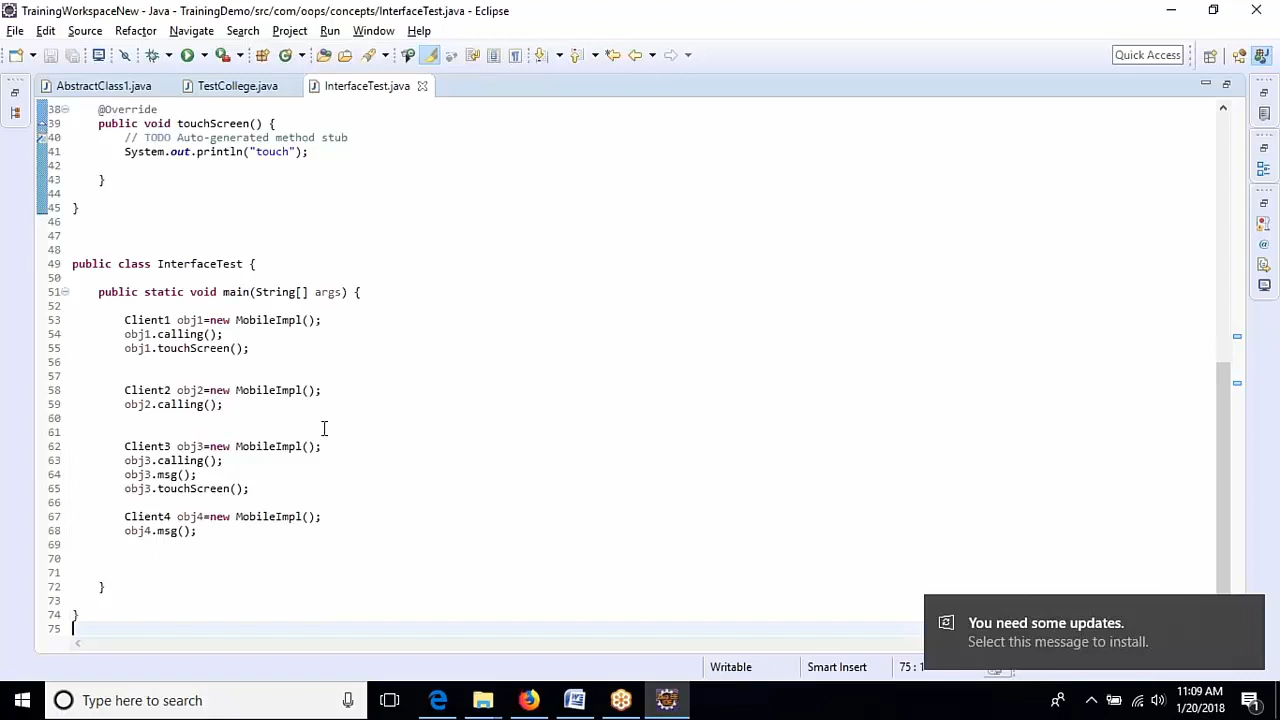 TrainingWorkspaceNew - Java - TrainingDemo/src/com/oops/concepts/InterfaceTest.java - Eclipse
File Edit Source Refactor Navigate Search Project Run Window Help
Quick Access
AbstractClass1.java TestCollege.java InterfaceTest.java
38 @Override
39 public void touchScreen() {
40 // TODO Auto-generated method stub
41 System.out.println("touch");
42
43 }
44
45 }
46
47
48
49 public class InterfaceTest {
50
51 public static void main(String[] args) {
52
53 Client1 obj1=new MobileImpl();
54 obj1.calling();
55 obj1.touchScreen();
56
57
58 Client2 obj2=new MobileImpl();
59 obj2.calling();
60
61
62 Client3 obj3=new MobileImpl();
63 obj3.calling();
64 obj3.msg();
65 obj3.touchScreen();
66
67 Client4 obj4=new MobileImpl();
68 obj4.msg();
69
70
71
72 }
73
74 }
75
You need some updates.
Select this message to install.
Writable Smart Insert 75 : 1
Type here to search
11:09 AM
1/20/2018